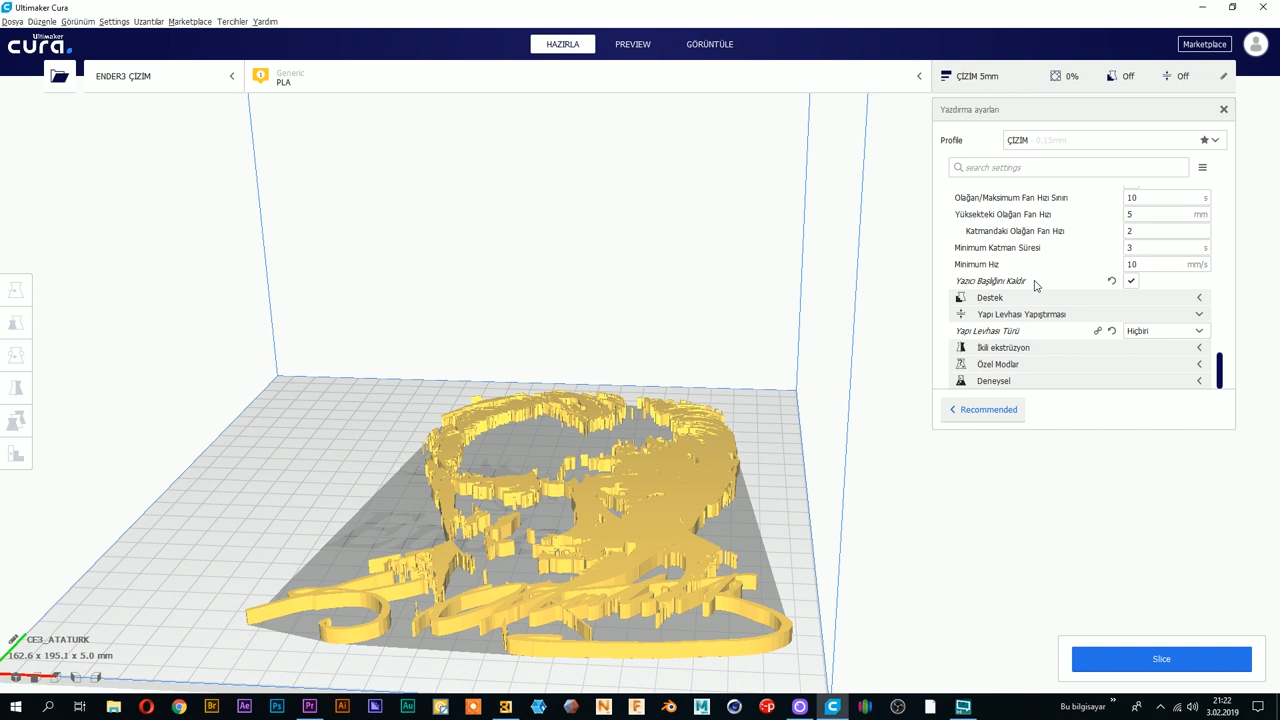 Ultimaker Cura
Dosya Düzenle Görünüm Settings Uzantılar Marketplace Tercihler Yardım
Ultimaker
cura.
HAZIRLA PREVIEW GÖRÜNTÜLE
Marketplace
ENDER3 ÇİZİM
Generic
PLA
ÇİZİM 5mm 0% Off Off
Yazdırma ayarları
Profile ÇİZİM - 0.15mm
search settings
Olağan/Maksimum Fan Hızı Sınırı 10 s
Yüksekteki Olağan Fan Hızı 5 mm
Katmandaki Olağan Fan Hızı 2
Minimum Katman Süresi 3 s
Minimum Hız 10 mm/s
Yazıcı Başlığını Kaldır
Destek
Yapı Levhası Yapıştırması
Yapı Levhası Türü Hiçbiri
İkili ekstrüzyon
Özel Modlar
Deneysel
Recommended
CE3_ATATURK
162.6 x 195.1 x 5.0 mm
Slice
Bu bilgisayar
21:22
3.02.2019